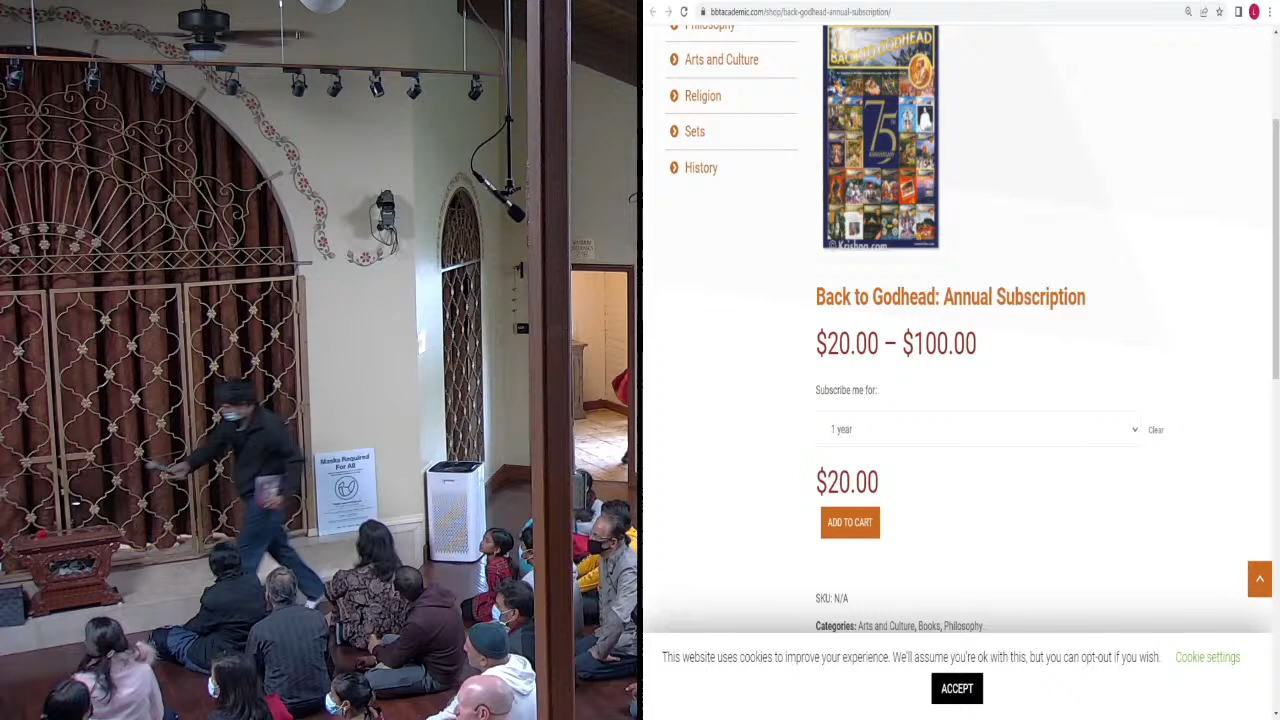 Masks Required
For All
bbtacademic.com/shop/back-godhead-annual-subscription/
L
Philosophy
Arts and Culture
Religion
Sets
History
BACK TO GODHEAD
75
ANNIVERSARY
© Krishna.com
Back to Godhead: Annual Subscription
$20.00 – $100.00
Subscribe me for:
1 year
Clear
$20.00
ADD TO CART
SKU: N/A
Categories: Arts and Culture, Books, Philosophy
This website uses cookies to improve your experience. We'll assume you're ok with this, but you can opt-out if you wish.
Cookie settings
ACCEPT